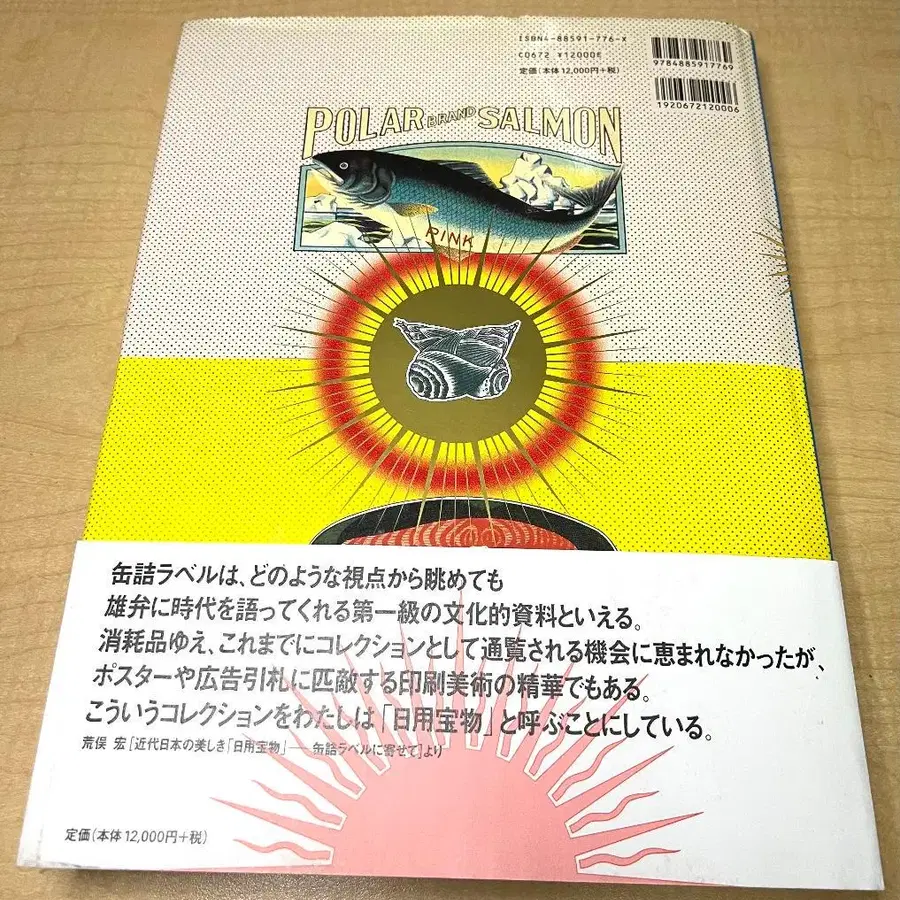 ISBN4-88591-776-X
C0672 ¥12000E
定価(本体12,000円+税)
9784885917769
1920672120006
POLAR BRAND SALMON
PINK
缶詰ラベルは、どのような視点から眺めても
雄弁に時代を語ってくれる第一級の文化的資料といえる。
消耗品ゆえ、これまでにコレクションとして通覧される機会に恵まれなかったが、
ポスターや広告引札に匹敵する印刷美術の精華でもある。
こういうコレクションをわたしは「日用宝物」と呼ぶことにしている。
荒俣 宏[近代日本の美しき「日用宝物」——缶詰ラベルに寄せて]より
定価(本体12,000円+税)